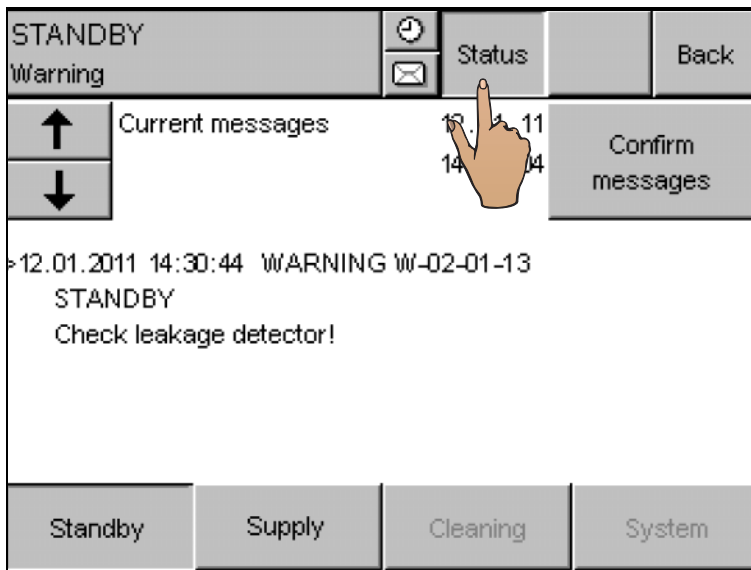 STANDBY
Warning
Status
Back
Current messages
11
Confirm
messages
>12.01.2011 14:30:44 WARNING W-02-01-13
STANDBY
Check leakage detector!
Standby
Supply
Cleaning
System